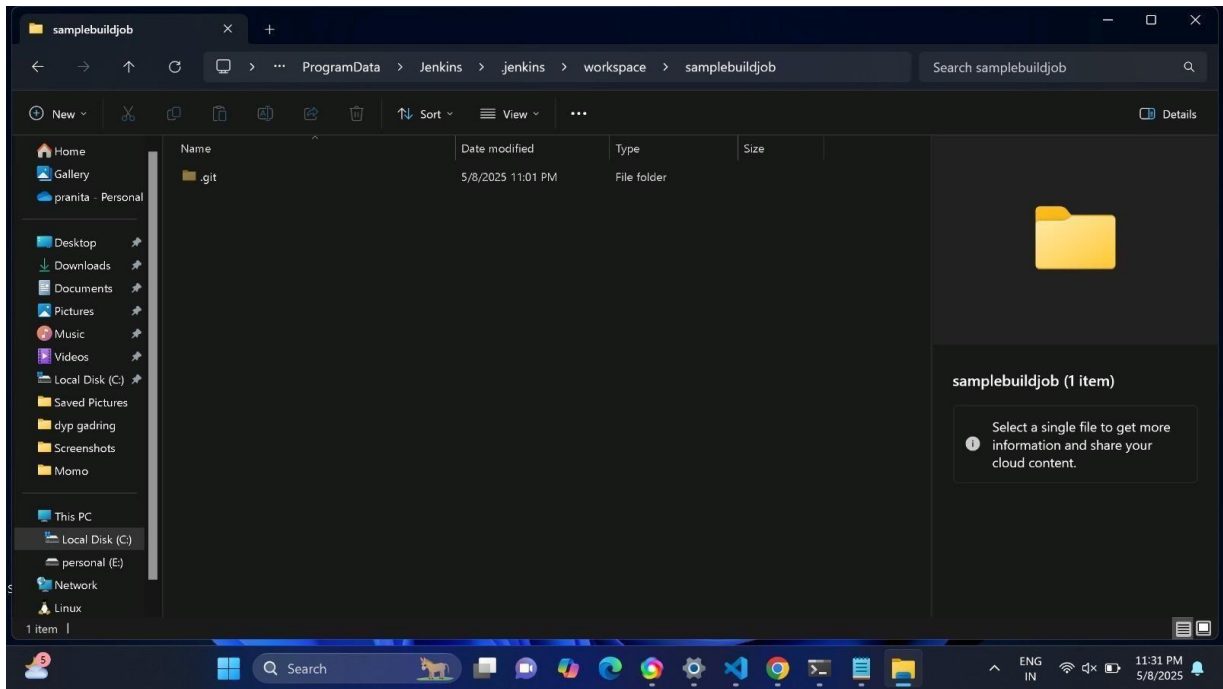 samplebuildjob
ProgramData > Jenkins > .jenkins > workspace > samplebuildjob
Search samplebuildjob
New
Sort
View
Details
Home
Gallery
pranita - Personal
Desktop
Downloads
Documents
Pictures
Music
Videos
Local Disk (C:)
Saved Pictures
dyp gadring
Screenshots
Momo
This PC
Local Disk (C:)
personal (E:)
Network
Linux
Name Date modified Type Size
.git 5/8/2025 11:01 PM File folder
samplebuildjob (1 item)
Select a single file to get more
information and share your
cloud content.
1 item
5
Search
ENG
IN
11:31 PM
5/8/2025